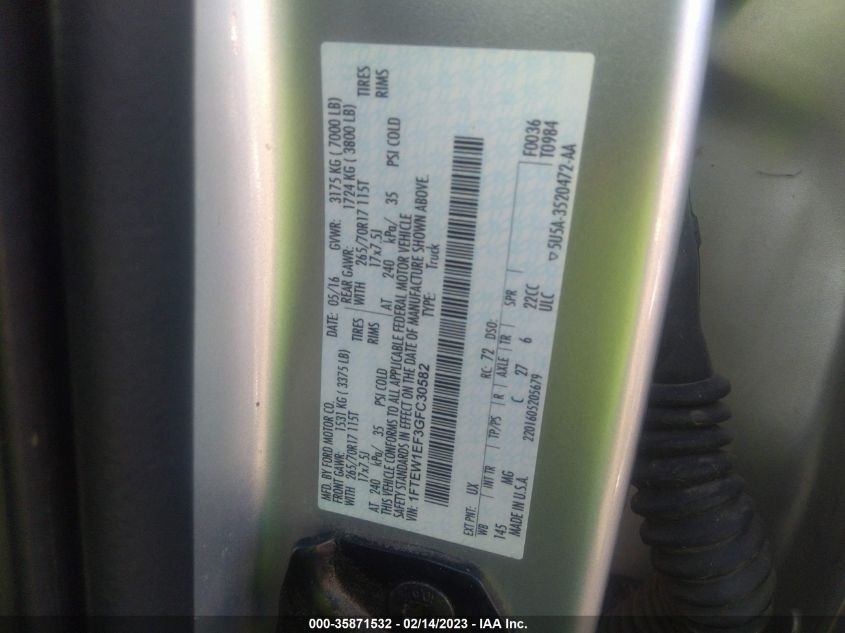 MFD. BY FORD MOTOR CO.
DATE: 05/16 GVWR: 3175 KG ( 7000 LB)
FRONT GAWR: 1531 KG ( 3375 LB)
REAR GAWR: 1724 KG ( 3800 LB)
WITH 265/70R17 115T TIRES
WITH 265/70R17 115T TIRES
17x7.5J RIMS
17x7.5J RIMS
AT 240 kPa/ 35 PSI COLD
AT 240 kPa/ 35 PSI COLD
THIS VEHICLE CONFORMS TO ALL APPLICABLE FEDERAL MOTOR VEHICLE
SAFETY STANDARDS IN EFFECT ON THE DATE OF MANUFACTURE SHOWN ABOVE.
VIN: 1FTEW1EF3GFC30582
TYPE: Truck
EXT PNT: UX RC: 72 DSO: F0036
WB INT TR TP/PS R AXLE TR SPR T0984
145 MG C 27 6 22CC
MADE IN U.S.A. 2201605205679 ULC
5U5A-3520472-AA
000-35871532 - 02/14/2023 - IAA Inc.